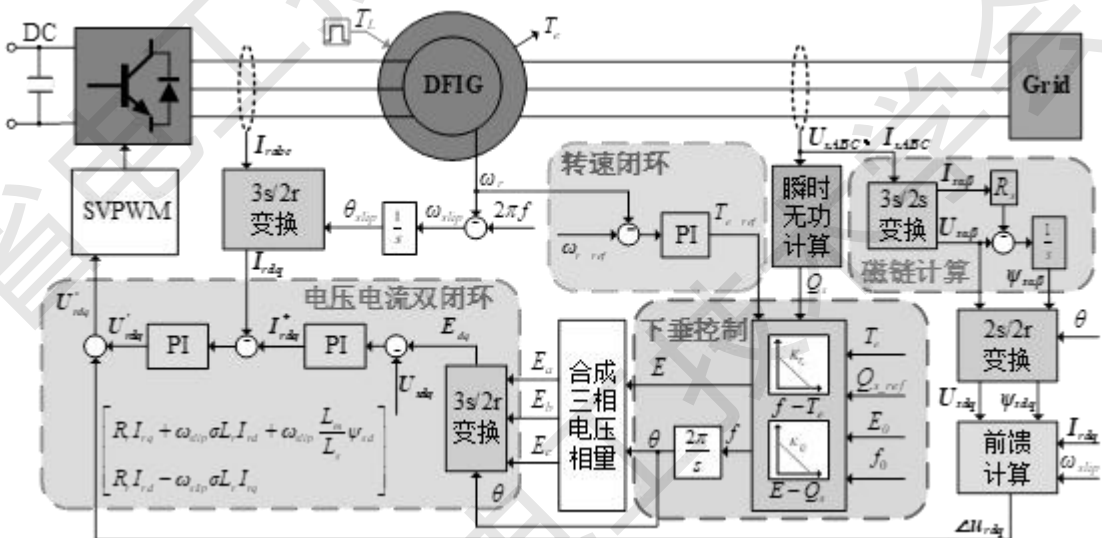 DC
T_L
T_e
DFIG
Grid
I_rabc
U_sABC、I_sABC
SVPWM
3s/2r
变换
θ_slip
1/s
ω_slip
2πf
ω_r
转速闭环
ω_r_ref
PI
T_e_ref
瞬时
无功
计算
Q_s
3s/2s
变换
I_sαβ
U_sαβ
R_s
1/s
磁链计算
ψ_sαβ
I_rdq
电压电流双闭环
U*_rdq
U'_rdq
PI
I*_rdq
PI
E_dq
U_sdq
3s/2r
变换
E_a
E_b
E_c
合成
三相
电压
相量
E
θ
2π/s
f
下垂控制
f-T_e
E-Q_s
T_e
Q_s_ref
E_0
f_0
2s/2r
变换
θ
U_sdq
ψ_sdq
前馈
计算
I_rdq
ω_slip
R_r I_rq + ω_slip σL_r I_rd + ω_slip L_m/L_s ψ_sd
R_r I_rd - ω_slip σL_r I_rq
θ
∠u_rdq